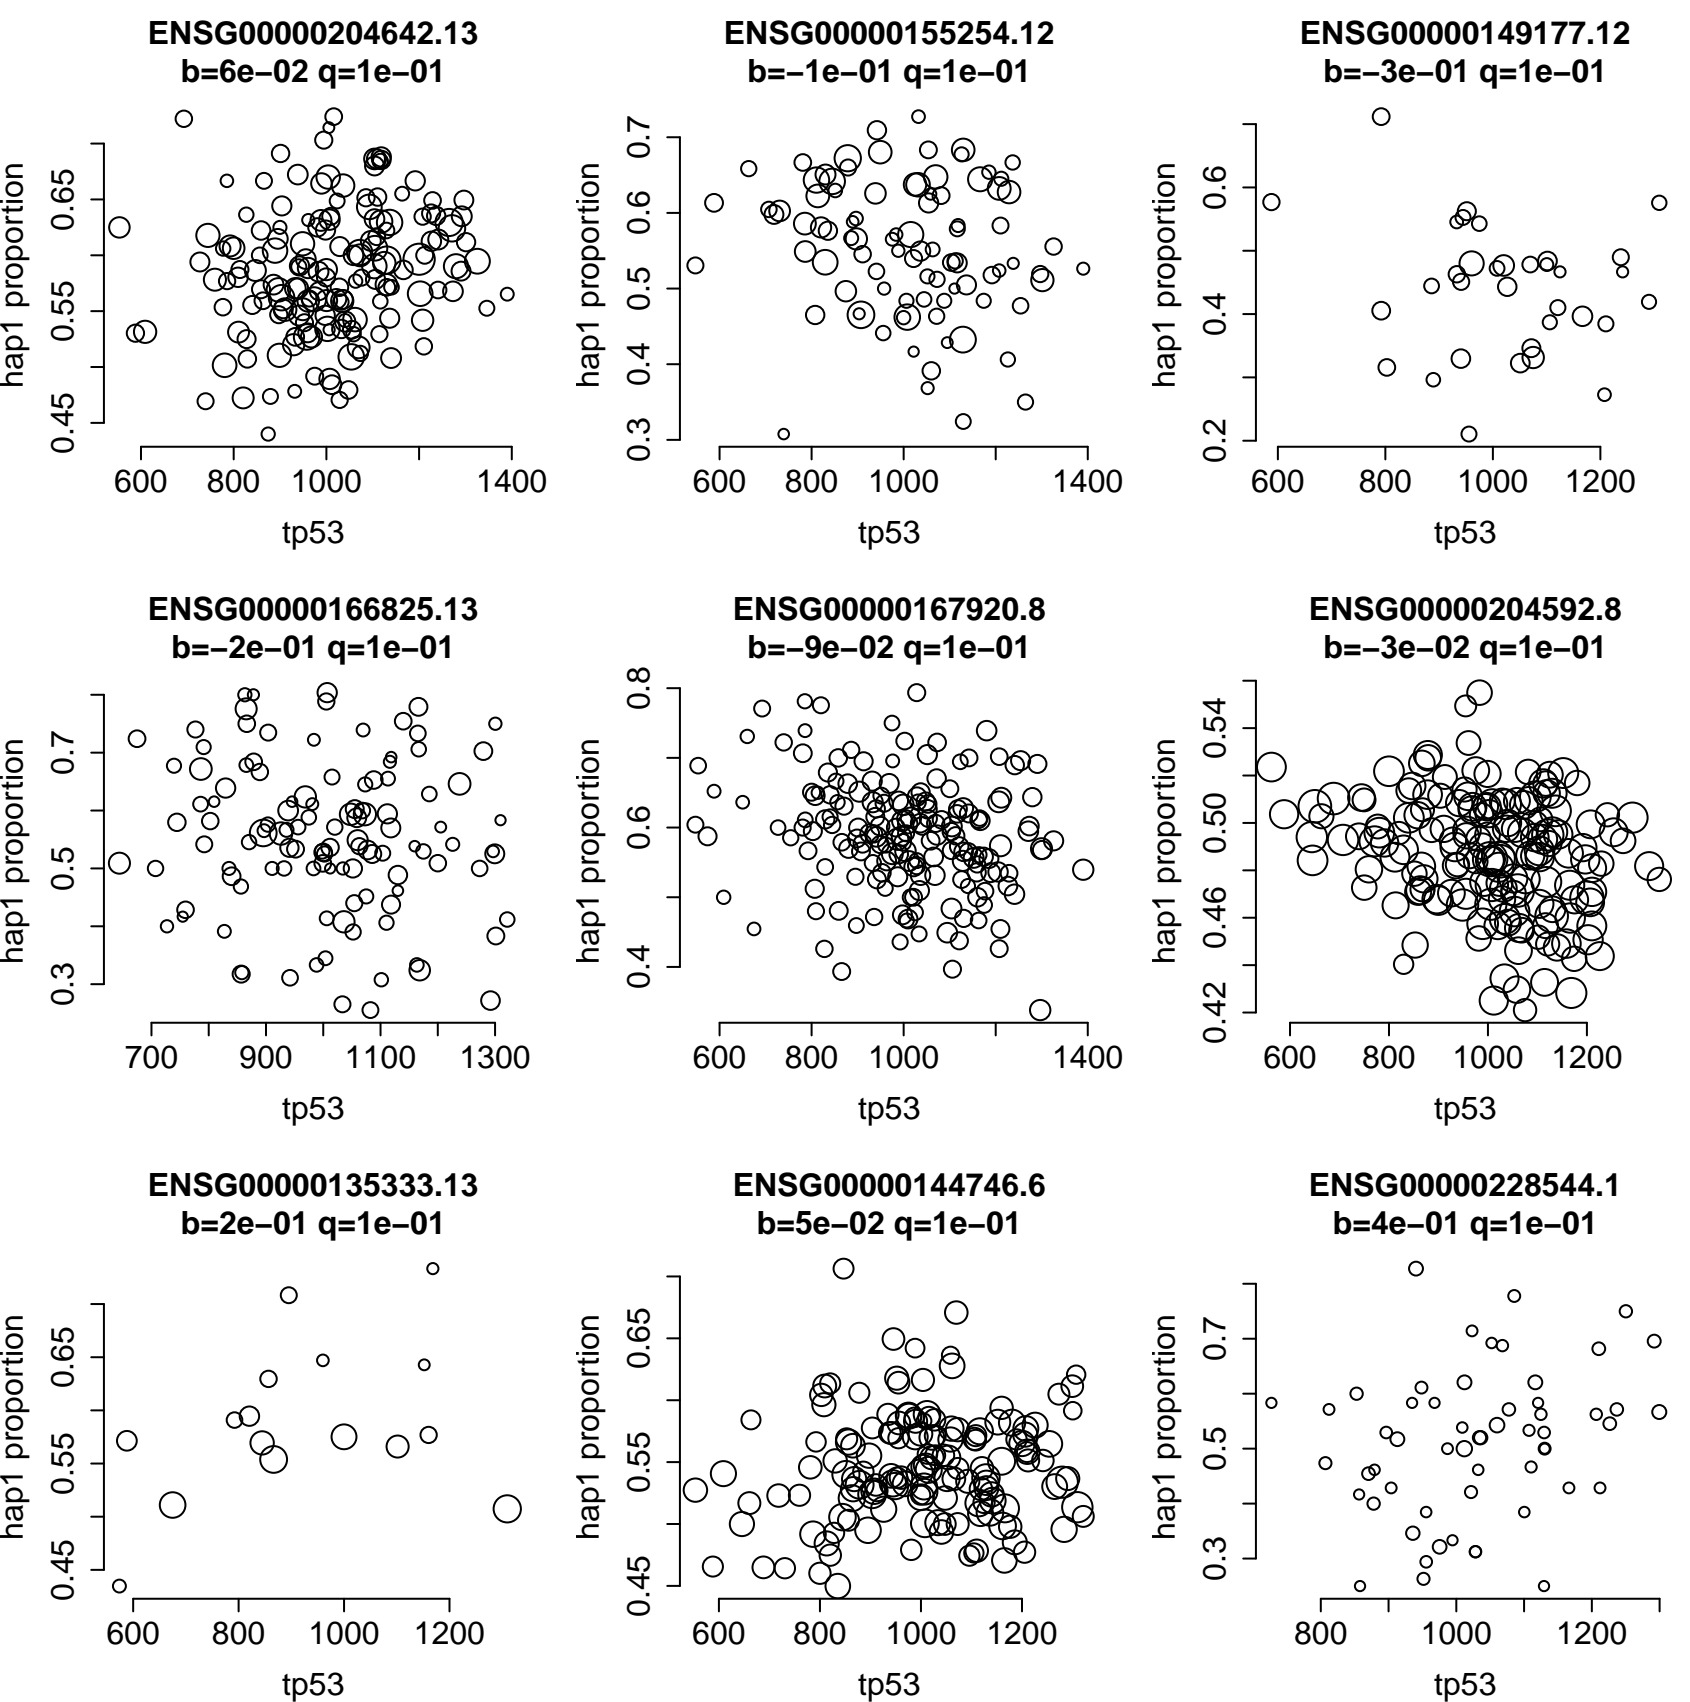 ENSG00000204642.13
b=6e−02 q=1e−01
hap1 proportion
0.45 0.55 0.65
600 800 1000 1400
tp53
ENSG00000155254.12
b=−1e−01 q=1e−01
hap1 proportion
0.3 0.4 0.5 0.6 0.7
600 800 1000 1400
tp53
ENSG00000149177.12
b=−3e−01 q=1e−01
hap1 proportion
0.2 0.4 0.6
600 800 1000 1200
tp53
ENSG00000166825.13
b=−2e−01 q=1e−01
hap1 proportion
0.3 0.5 0.7
700 900 1100 1300
tp53
ENSG00000167920.8
b=−9e−02 q=1e−01
hap1 proportion
0.4 0.6 0.8
600 800 1000 1400
tp53
ENSG00000204592.8
b=−3e−02 q=1e−01
hap1 proportion
0.42 0.46 0.50 0.54
600 800 1000 1200
tp53
ENSG00000135333.13
b=2e−01 q=1e−01
hap1 proportion
0.45 0.55 0.65
600 800 1000 1200
tp53
ENSG00000144746.6
b=5e−02 q=1e−01
hap1 proportion
0.45 0.55 0.65
600 800 1000 1200
tp53
ENSG00000228544.1
b=4e−01 q=1e−01
hap1 proportion
0.3 0.5 0.7
800 1000 1200
tp53